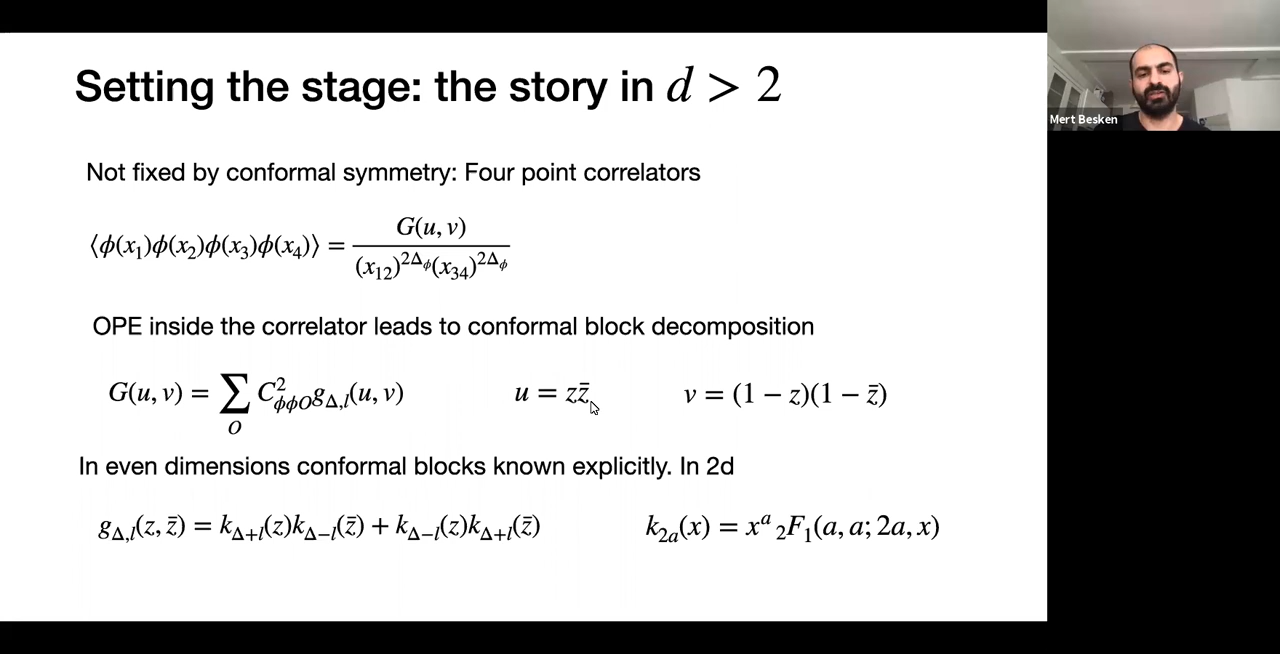 Setting the stage: the story in d > 2
Mert Besken
Not fixed by conformal symmetry: Four point correlators
⟨ϕ(x₁)ϕ(x₂)ϕ(x₃)ϕ(x₄)⟩ = G(u, v) / (x₁₂)^{2Δ_ϕ}(x₃₄)^{2Δ_ϕ}
OPE inside the correlator leads to conformal block decomposition
G(u, v) = ∑_O C²_{ϕϕO} g_{Δ,l}(u, v) u = zz̄ v = (1 − z)(1 − z̄)
In even dimensions conformal blocks known explicitly. In 2d
g_{Δ,l}(z, z̄) = k_{Δ+l}(z)k_{Δ−l}(z̄) + k_{Δ−l}(z)k_{Δ+l}(z̄) k_{2a}(x) = x^a ₂F₁(a, a; 2a, x)